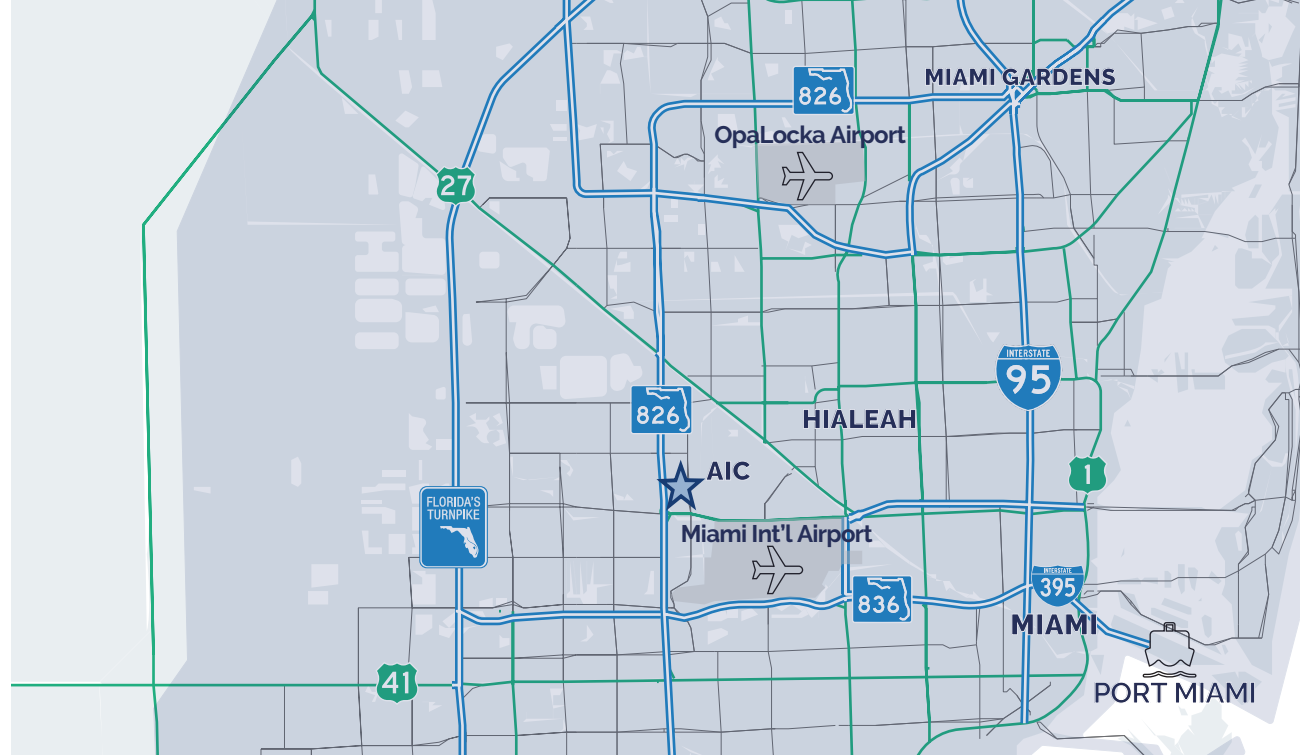 MIAMI GARDENS
826
OpaLocka Airport
27
INTERSTATE
95
826
HIALEAH
AIC
1
FLORIDA'S
TURNPIKE
Miami Int'l Airport
INTERSTATE
395
836
MIAMI
41
PORT MIAMI